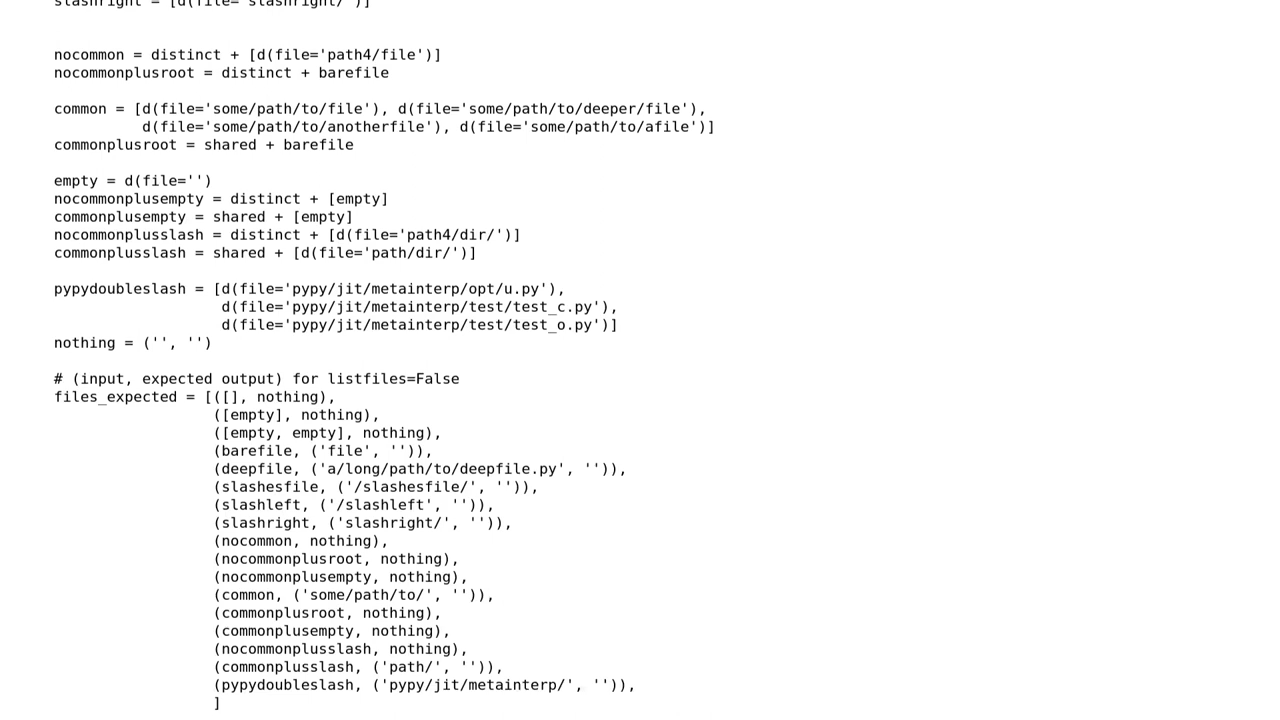 slashright = [d(file='slashright/')]
nocommon = distinct + [d(file='path4/file')]
nocommonplusroot = distinct + barefile
common = [d(file='some/path/to/file'), d(file='some/path/to/deeper/file'),
d(file='some/path/to/anotherfile'), d(file='some/path/to/afile')]
commonplusroot = shared + barefile
empty = d(file='')
nocommonplusempty = distinct + [empty]
commonplusempty = shared + [empty]
nocommonplusslash = distinct + [d(file='path4/dir/')]
commonplusslash = shared + [d(file='path/dir/')]
pypydoubleslash = [d(file='pypy/jit/metainterp/opt/u.py'),
d(file='pypy/jit/metainterp/test/test_c.py'),
d(file='pypy/jit/metainterp/test/test_o.py')]
nothing = ('', '')
# (input, expected output) for listfiles=False
files_expected = [([], nothing),
([empty], nothing),
([empty, empty], nothing),
(barefile, ('file', '')),
(deepfile, ('a/long/path/to/deepfile.py', '')),
(slashesfile, ('/slashesfile/', '')),
(slashleft, ('/slashleft', '')),
(slashright, ('slashright/', '')),
(nocommon, nothing),
(nocommonplusroot, nothing),
(nocommonplusempty, nothing),
(common, ('some/path/to/', '')),
(commonplusroot, nothing),
(commonplusempty, nothing),
(nocommonplusslash, nothing),
(commonplusslash, ('path/', '')),
(pypydoubleslash, ('pypy/jit/metainterp/', '')),
]